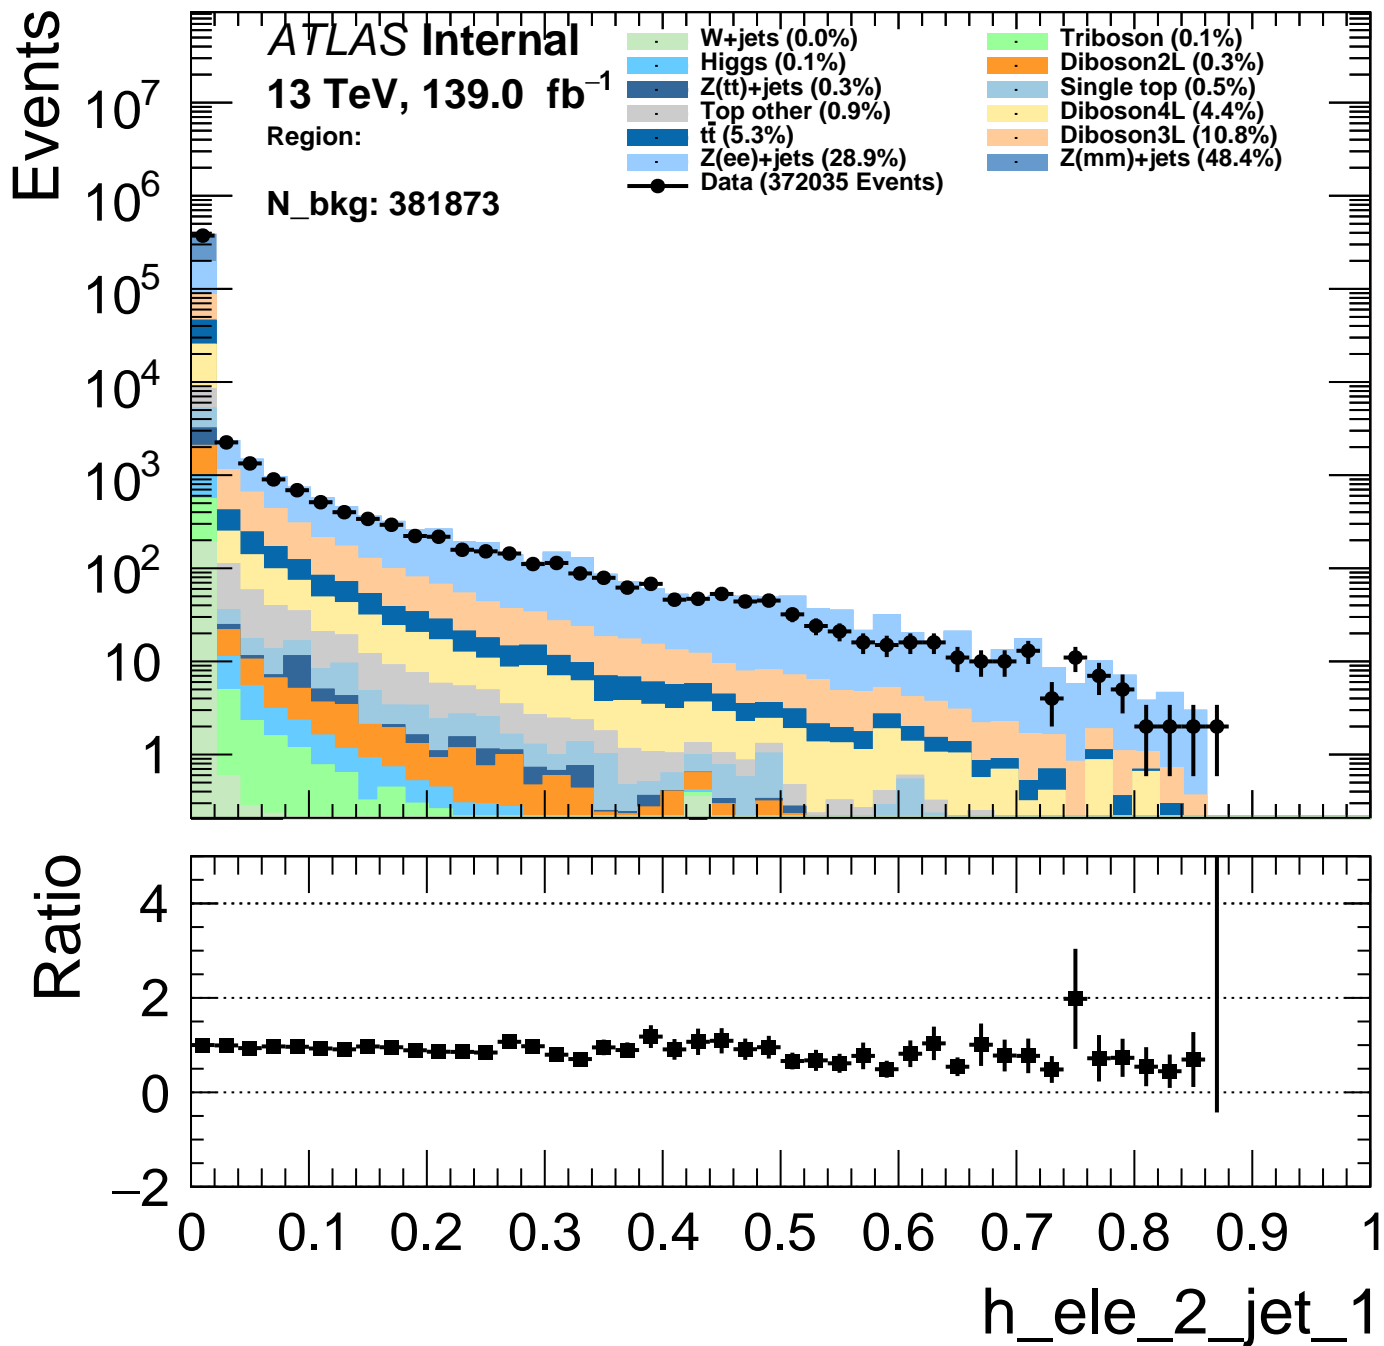 Events
ATLAS Internal
13 TeV, 139.0 fb⁻¹
Region:
N_bkg: 381873
W+jets (0.0%)
Higgs (0.1%)
Z(tt)+jets (0.3%)
Top other (0.9%)
tt̄ (5.3%)
Z(ee)+jets (28.9%)
Data (372035 Events)
Triboson (0.1%)
Diboson2L (0.3%)
Single top (0.5%)
Diboson4L (4.4%)
Diboson3L (10.8%)
Z(mm)+jets (48.4%)
10⁷
10⁶
10⁵
10⁴
10³
10²
10
1
Ratio
4
2
0
−2
0 0.1 0.2 0.3 0.4 0.5 0.6 0.7 0.8 0.9 1
h_ele_2_jet_1